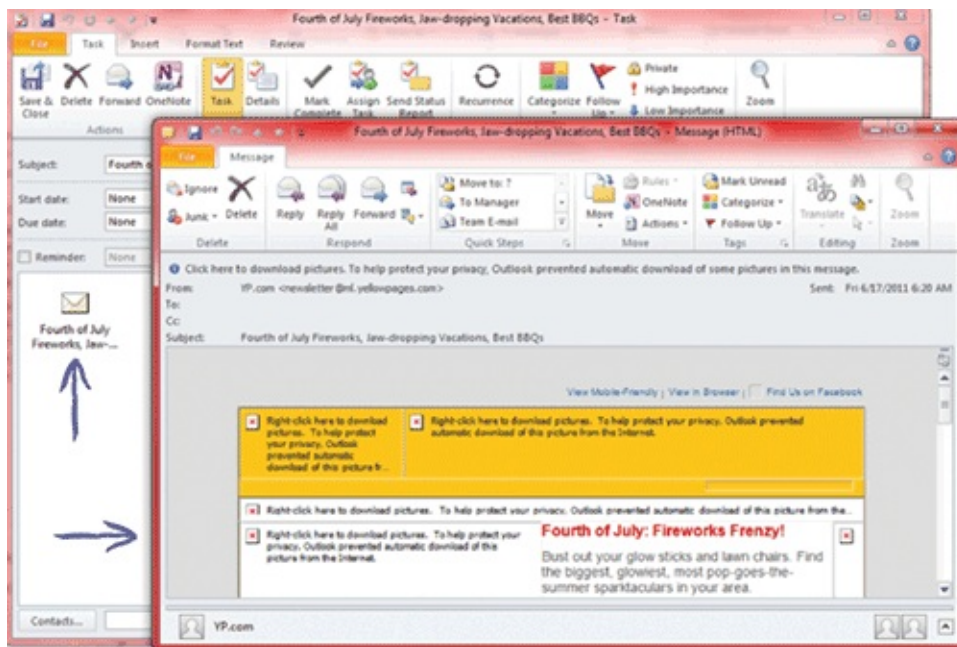 Fourth of July Fireworks, Jaw-dropping Vacations, Best BBQs - Task
File Task Insert Format Text Review
Save & Close Delete Forward OneNote Task Details Mark Complete Assign Task Send Status Report Recurrence Categorize Follow Up Private High Importance Low Importance Zoom
Actions
Subject: Fourth o
Start date: None
Due date: None
Reminder: None
Fourth of July
Fireworks, Jaw-...
Contacts...
Fourth of July Fireworks, Jaw-dropping Vacations, Best BBQs - Message (HTML)
File Message
Ignore Junk Delete Reply Reply All Forward Move to: ? To Manager Team E-mail Move Rules OneNote Actions Mark Unread Categorize Follow Up Translate Zoom
Delete Respond Quick Steps Move Tags Editing Zoom
Click here to download pictures. To help protect your privacy, Outlook prevented automatic download of some pictures in this message.
From: YP.com <newsletter@ml.yellowpages.com> Sent: Fri 6/17/2011 6:20 AM
To:
Cc:
Subject: Fourth of July Fireworks, Jaw-dropping Vacations, Best BBQs
View Mobile-Friendly | View in Browser | Find Us on Facebook
Right-click here to download
pictures. To help protect
your privacy, Outlook
prevented automatic
download of this picture fr...
Right-click here to download pictures. To help protect your privacy, Outlook prevented
automatic download of this picture from the Internet.
Right-click here to download pictures. To help protect your privacy, Outlook prevented automatic download of this picture from the...
Right-click here to download pictures. To help protect your
privacy, Outlook prevented automatic download of this
picture from the Internet.
Fourth of July: Fireworks Frenzy!
Bust out your glow sticks and lawn chairs. Find
the biggest, glowiest, most pop-goes-the-
summer sparktaculars in your area.
YP.com